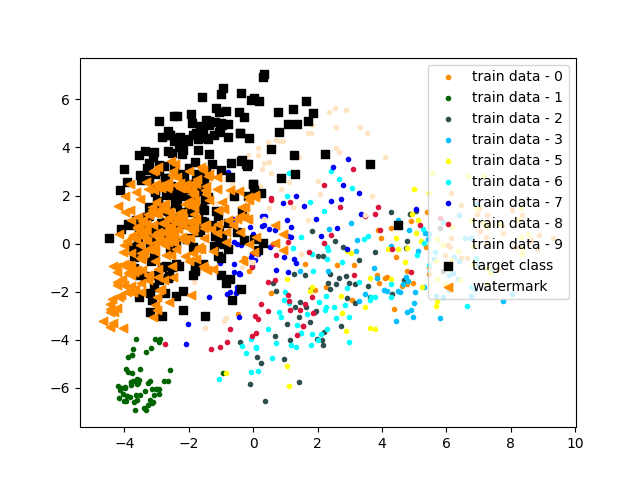 train data - 0
train data - 1
train data - 2
train data - 3
train data - 5
train data - 6
train data - 7
train data - 8
train data - 9
target class
watermark
6
4
2
0
−2
−4
−6
−4 −2 0 2 4 6 8 10